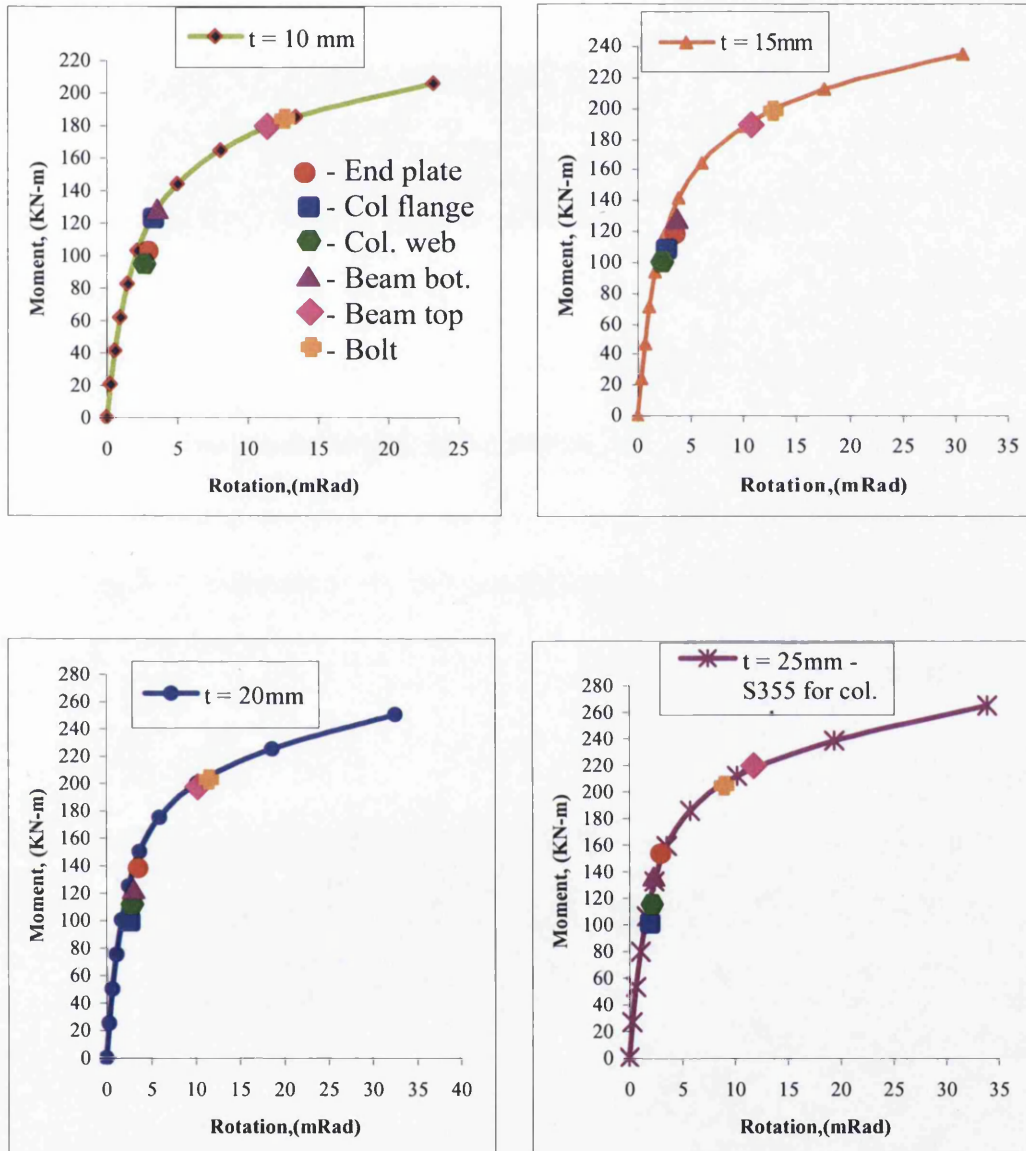 t = 10 mm
220
200
180
160
140
120
100
80
60
40
20
0
Moment, (KN-m)
- End plate
- Col flange
- Col. web
- Beam bot.
- Beam top
- Bolt
0 5 10 15 20 25
Rotation,(mRad)
t = 15mm
240
220
200
180
160
140
120
100
80
60
40
20
0
Moment, (KN-m)
0 5 10 15 20 25 30 35
Rotation,(mRad)
t = 20mm
280
260
240
220
200
180
160
140
120
100
80
60
40
20
0
Moment, (KN-m)
0 5 10 15 20 25 30 35 40
Rotation,(mRad)
t = 25mm -
S355 for col.
280
260
240
220
200
180
160
140
120
100
80
60
40
20
0
Moment, (KN-m)
0 5 10 15 20 25 30 35
Rotation,(mRad)